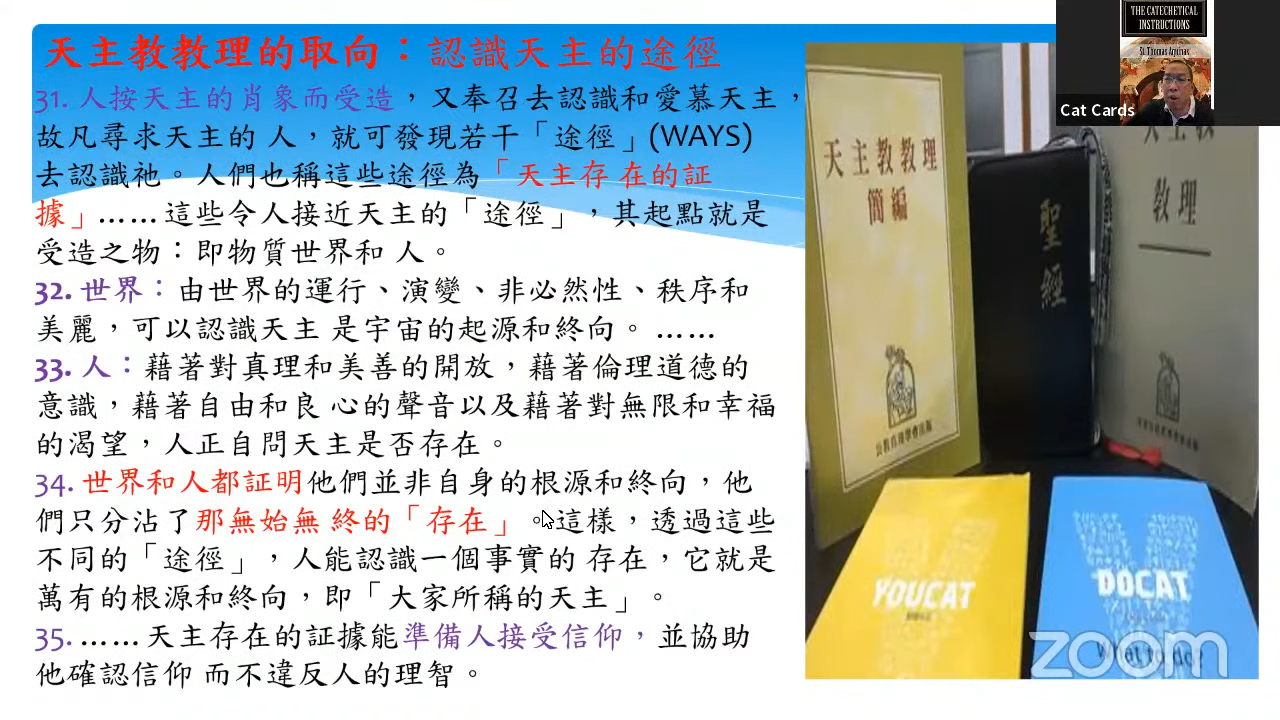 天主教教理的取向：認識天主的途徑
31. 人按天主的肖象而受造，又奉召去認識和愛慕天主，
故凡尋求天主的 人，就可發現若干「途徑」(WAYS)
去認識祂。人們也稱這些途徑為「天主存 在的証
據」…… 這些令人接近天主的「途徑」，其起點就是
受造之物：即物質世界和 人。
32. 世界：由世界的運行、演變、非必然性、秩序和
美麗，可以認識天主 是宇宙的起源和終向。……
33. 人：藉著對真理和美善的開放，藉著倫理道德的
意識，藉著自由和良 心的聲音以及藉著對無限和幸福
的渴望，人正自問天主是否存在。
34. 世界和人都証明他們並非自身的根源和終向，他
們只分沾了那無始無 終的「存在」。這樣，透過這些
不同的「途徑」，人能認識一個事實的 存在，它就是
萬有的根源和終向，即「大家所稱的天主」。
35. ……天主存在的証據能準備人接受信仰，並協助
他確認信仰 而不違反人的理智。
THE CATECHETICAL
INSTRUCTIONS
St. Thomas Aquinas
Cat Cards
天主教教理
簡編
聖經
天主教
教理
YOUCAT
DOCAT
What to do?
zoom